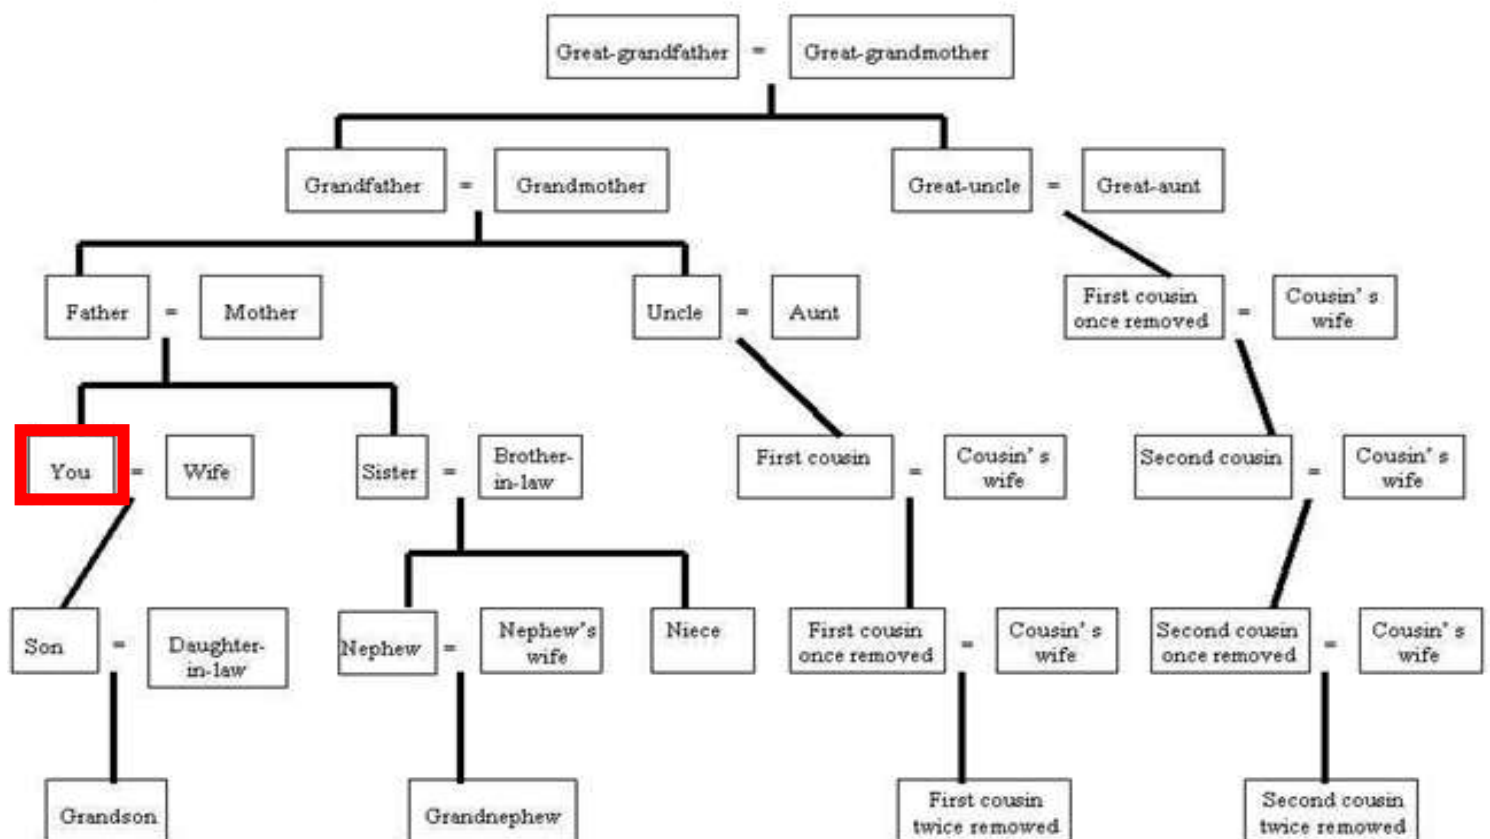 Great-grandfather = Great-grandmother
Grandfather = Grandmother
Great-uncle = Great-aunt
Father = Mother
Uncle = Aunt
First cousin
once removed
=
Cousin' s
wife
You = Wife
Sister =
Brother-
in-law
First cousin =
Cousin' s
wife
Second cousin =
Cousin' s
wife
Son =
Daughter-
in-law
Nephew =
Nephew's
wife
Niece
First cousin
once removed
=
Cousin' s
wife
Second cousin
once removed
=
Cousin' s
wife
Grandson
Grandnephew
First cousin
twice removed
Second cousin
twice removed